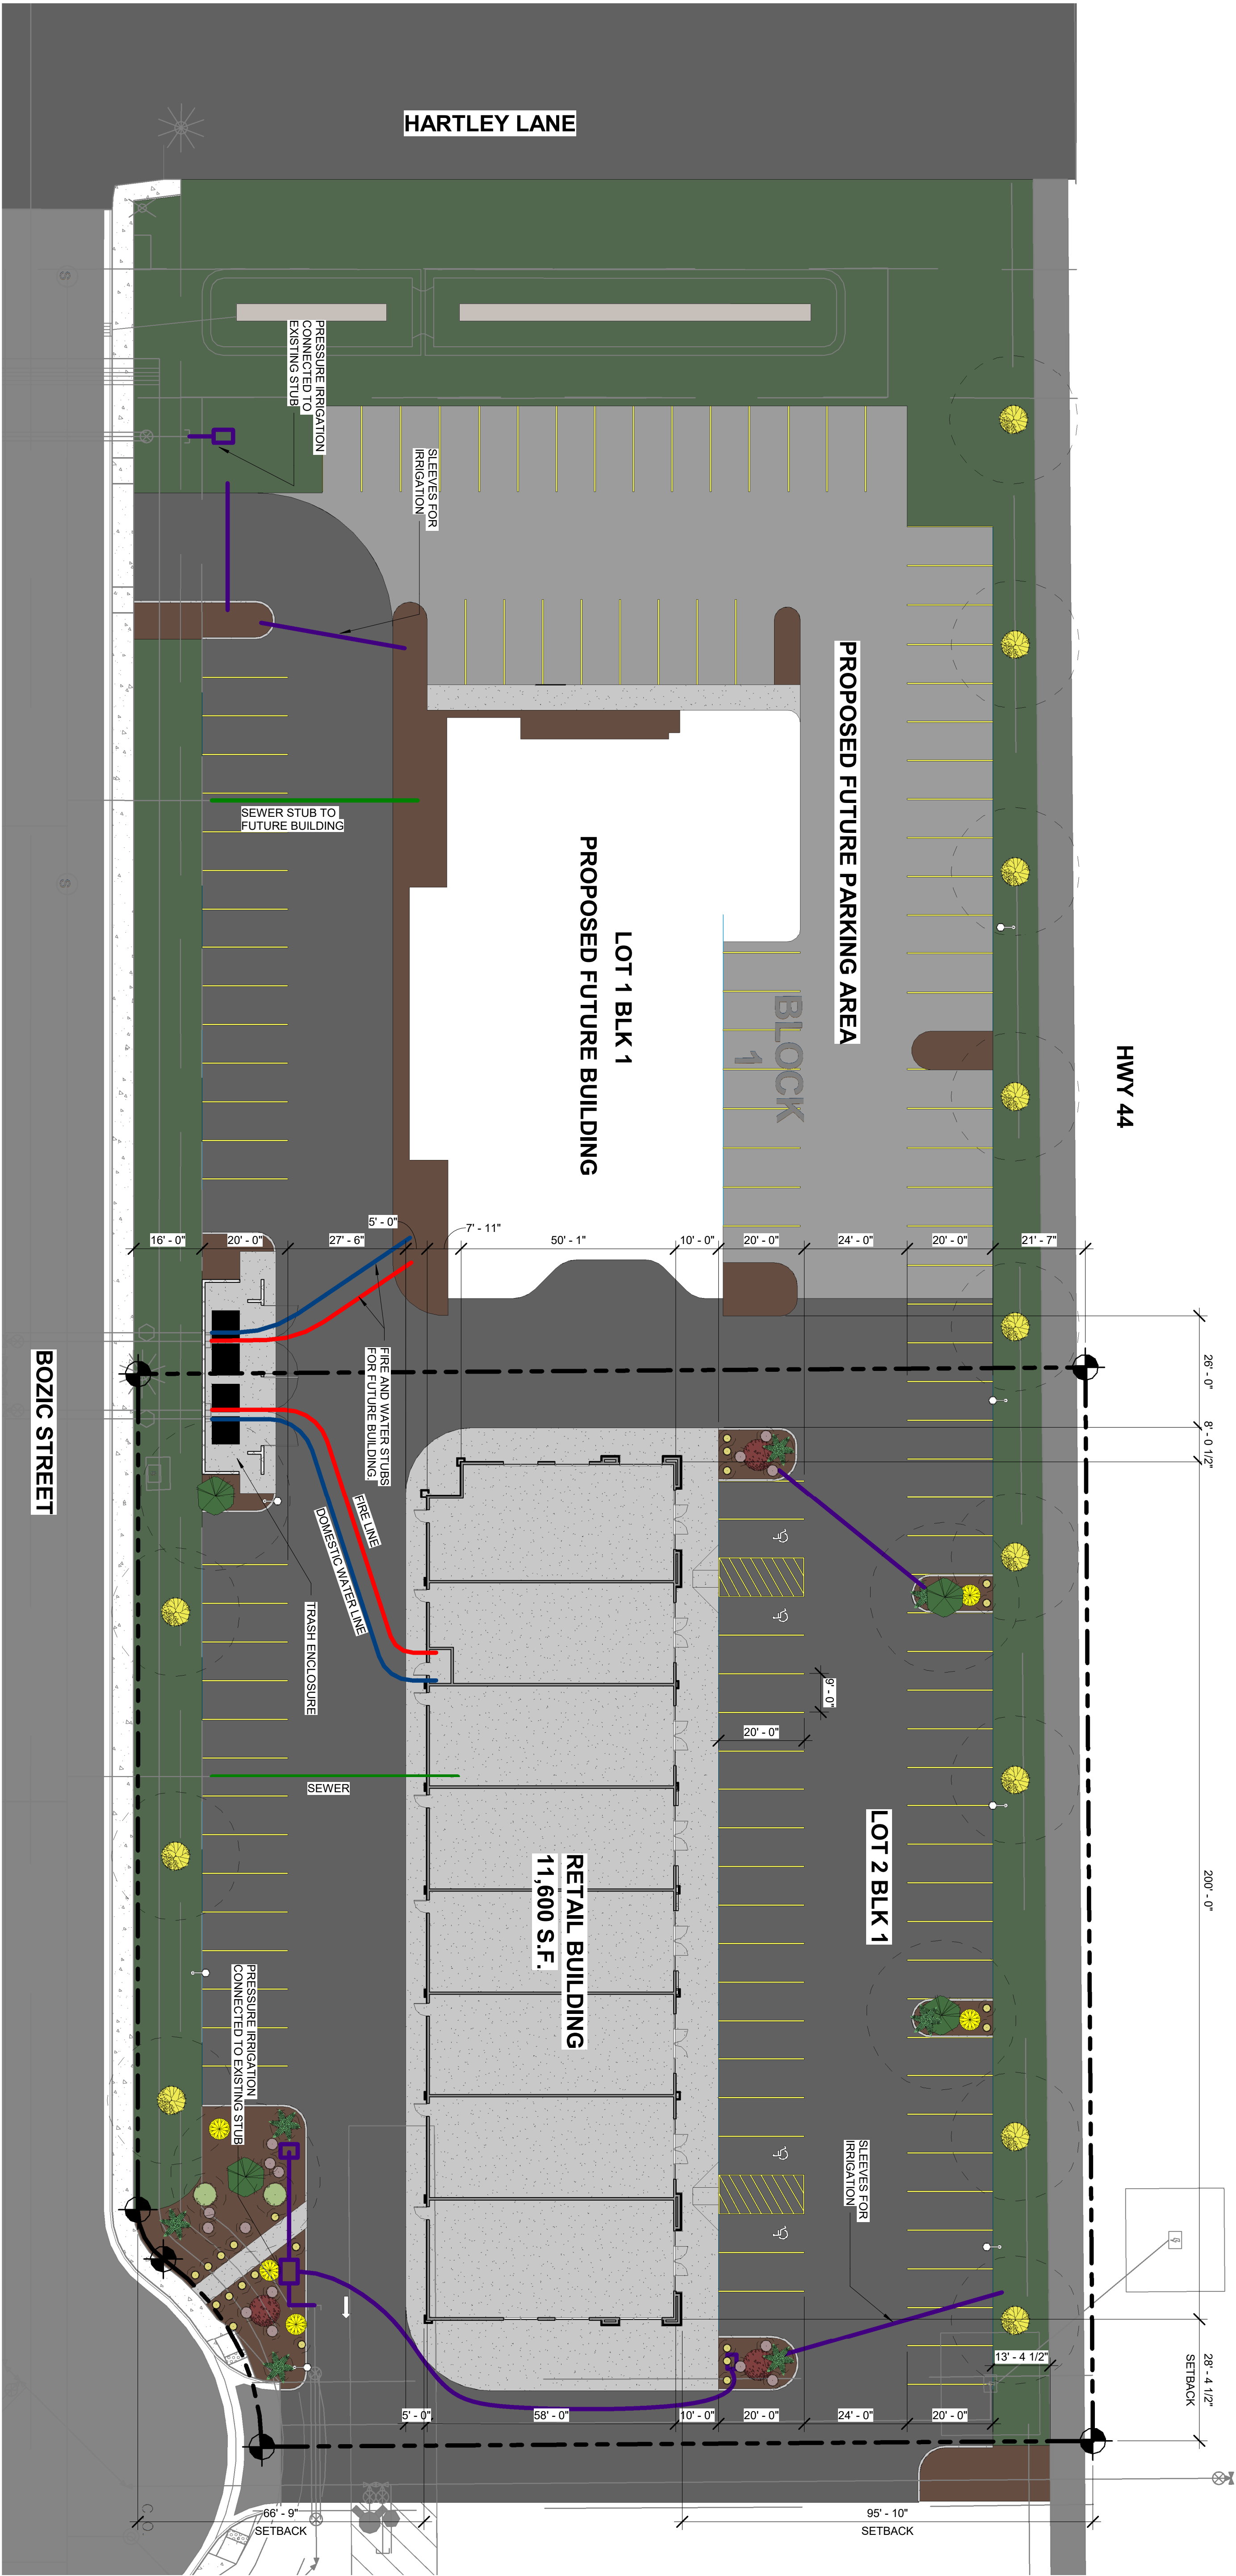 HARTLEY LANE
S
PRESSURE IRRIGATION
CONNECTED TO
EXISTING STUB
SLEEVES FOR
IRRIGATION
PROPOSED FUTURE PARKING AREA
SEWER STUB TO
FUTURE BUILDING
S
LOT 1 BLK 1
PROPOSED FUTURE BUILDING
BLOCK
1
HWY 44
16' - 0"
20' - 0"
27' - 6"
5' - 0"
7' - 11"
50' - 1"
10' - 0"
20' - 0"
24' - 0"
20' - 0"
21' - 7"
26' - 0"
8' - 0 1/2"
BOZIC STREET
FIRE AND WATER STUBS
FOR FUTURE BUILDING.
FIRE LINE
DOMESTIC WATER LINE
TRASH ENCLOSURE
9' - 0"
20' - 0"
SEWER
LOT 2 BLK 1
RETAIL BUILDING
11,600 S.F.
200' - 0"
PRESSURE IRRIGATION
CONNECTED TO EXISTING STUB
SLEEVES FOR
IRRIGATION
13' - 4 1/2"
28' - 4 1/2"
SETBACK
5' - 0"
58' - 0"
10' - 0"
20' - 0"
24' - 0"
20' - 0"
66' - 9"
SETBACK
95' - 10"
SETBACK
C.O.